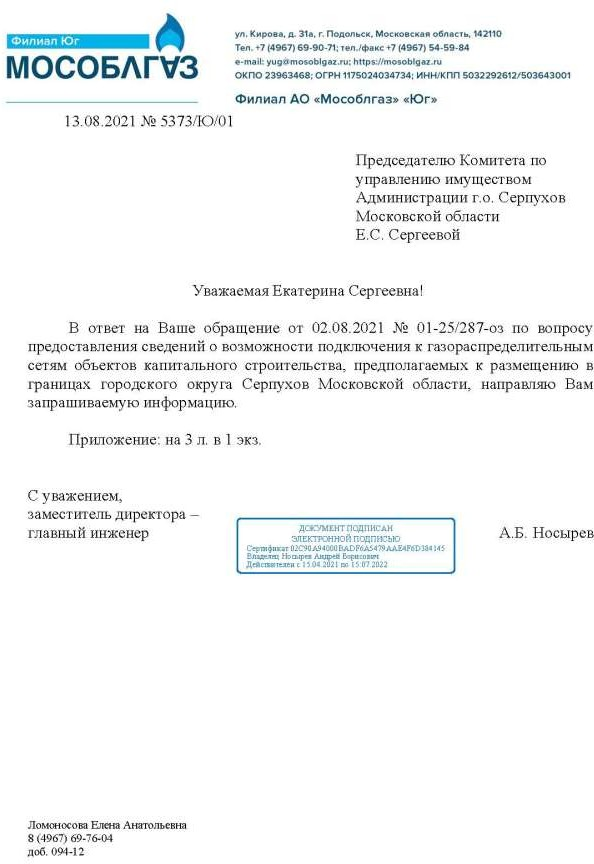 Филиал Юг
МОСОБЛГАЗ
ул. Кирова, д. 31а, г. Подольск, Московская область, 142110
Тел. +7 (4967) 69-90-71; тел./факс +7 (4967) 54-59-84
e-mail: yug@mosoblgaz.ru; https://mosoblgaz.ru
ОКПО 23963468; ОГРН 1175024034734; ИНН/КПП 5032292612/503643001
Филиал АО «Мособлгаз» «Юг»
13.08.2021 № 5373/Ю/01
Председателю Комитета по
управлению имуществом
Администрации г.о. Серпухов
Московской области
Е.С. Сергеевой
Уважаемая Екатерина Сергеевна!
В ответ на Ваше обращение от 02.08.2021 № 01-25/287-оз по вопросу
предоставления сведений о возможности подключения к газораспределительным
сетям объектов капитального строительства, предполагаемых к размещению в
границах городского округа Серпухов Московской области, направляю Вам
запрашиваемую информацию.
Приложение: на 3 л. в 1 экз.
С уважением,
заместитель директора –
главный инженер
ДОКУМЕНТ ПОДПИСАН
ЭЛЕКТРОННОЙ ПОДПИСЬЮ
Сертификат 02C90A94000BADF6A5479AAE4F6D384145
Владелец Носырев Андрей Борисович
Действителен с 15.04.2021 по 15.07.2022
А.Б. Носырев
Ломоносова Елена Анатольевна
8 (4967) 69-76-04
доб. 094-12